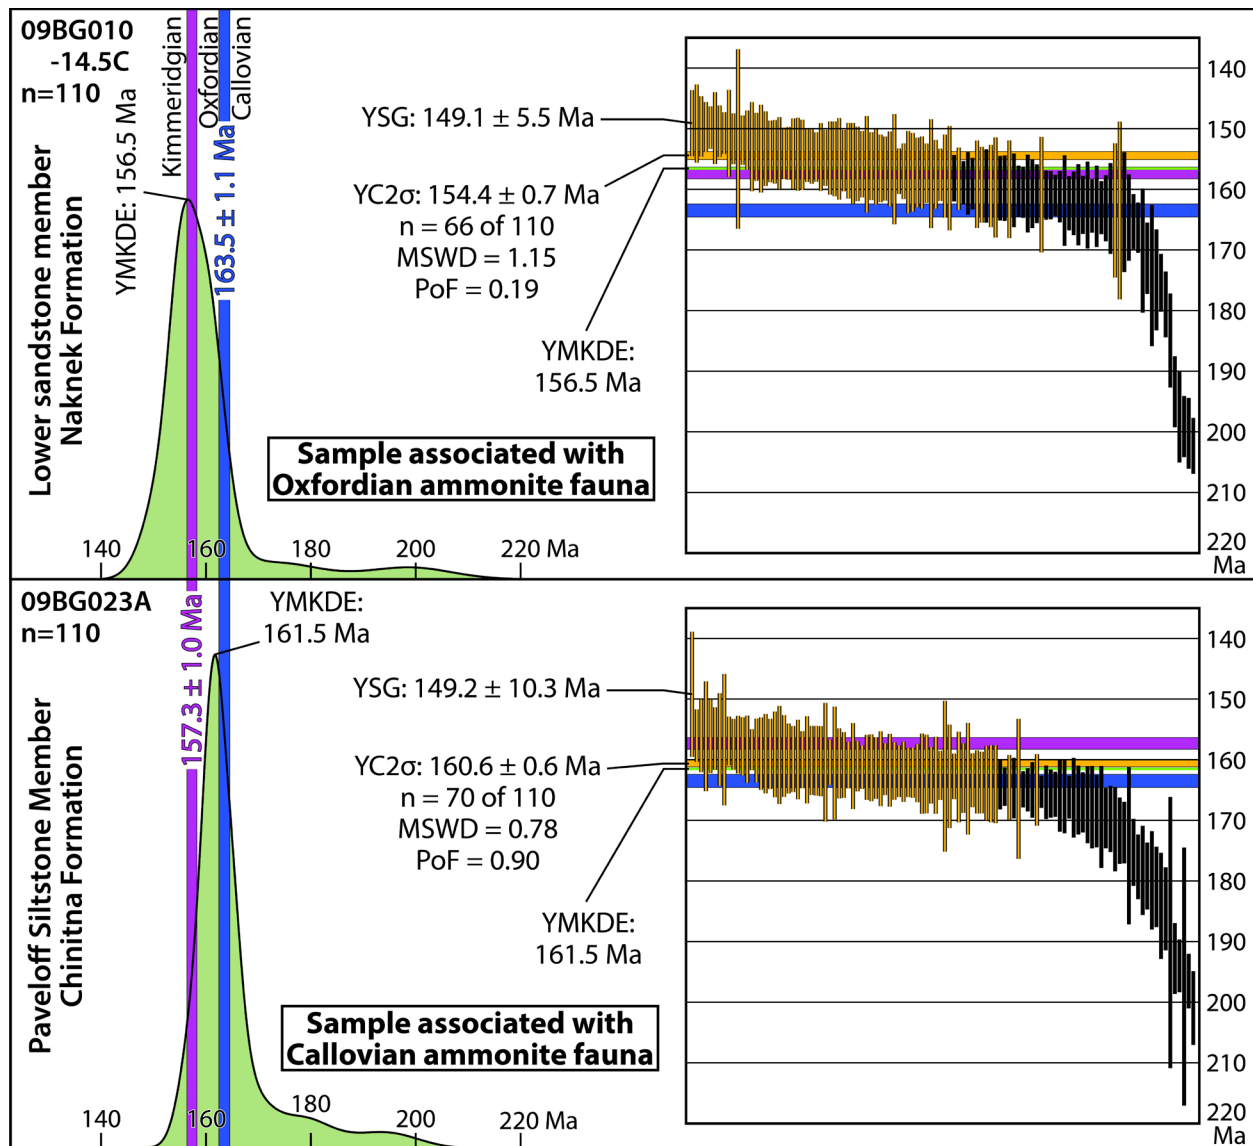 09BG010
-14.5C
n=110
Lower sandstone member
Naknek Formation
YMKDE: 156.5 Ma
Kimmeridgian
Oxfordian
Callovian
163.5 ± 1.1 Ma
YSG: 149.1 ± 5.5 Ma
YC2σ: 154.4 ± 0.7 Ma
n = 66 of 110
MSWD = 1.15
PoF = 0.19
YMKDE:
156.5 Ma
Sample associated with
Oxfordian ammonite fauna
140 160 180 200 220 Ma
140
150
160
170
180
190
200
210
220
Ma
09BG023A
n=110
Paveloff Siltstone Member
Chinitna Formation
157.3 ± 1.0 Ma
YMKDE:
161.5 Ma
YSG: 149.2 ± 10.3 Ma
YC2σ: 160.6 ± 0.6 Ma
n = 70 of 110
MSWD = 0.78
PoF = 0.90
YMKDE:
161.5 Ma
Sample associated with
Callovian ammonite fauna
140 160 180 200 220 Ma
140
150
160
170
180
190
200
210
220
Ma